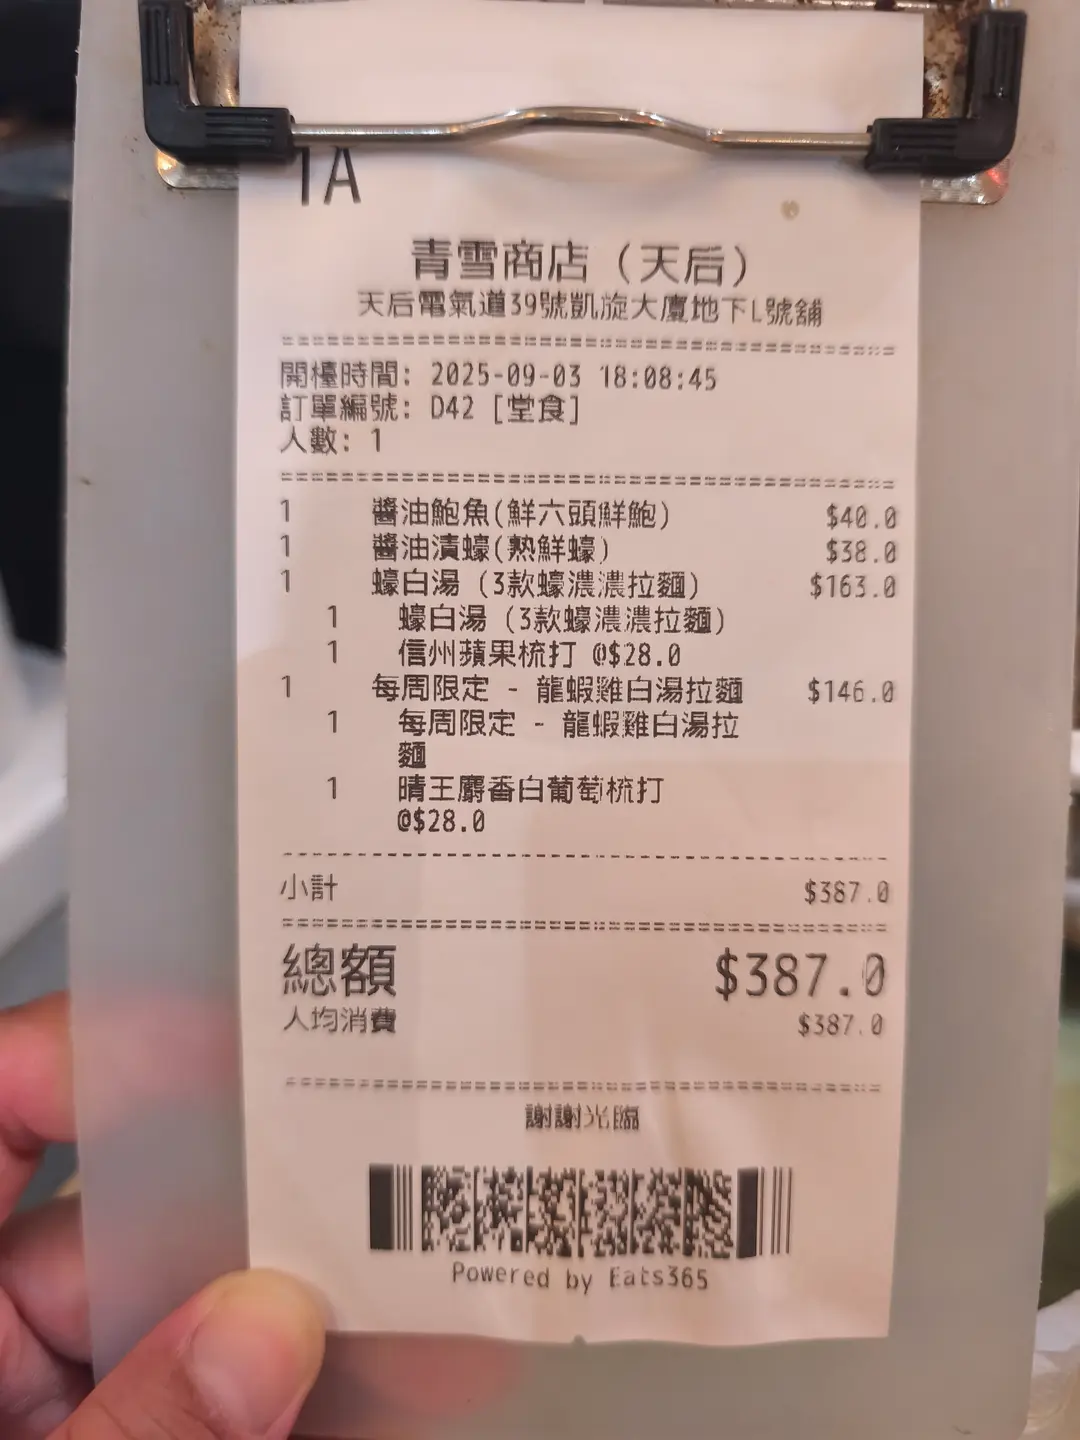 1A
青雪商店（天后）
天后電氣道39號凱旋大廈地下L號舖
開檯時間: 2025-09-03 18:08:45
訂單編號: D42 [堂食]
人數: 1
1 醬油鮑魚(鮮六頭鮮鮑) $40.0
1 醬油漬蠔(熟鮮蠔) $38.0
1 蠔白湯 (3款蠔濃濃拉麵) $163.0
1 蠔白湯 (3款蠔濃濃拉麵)
1 信州蘋果梳打 @$28.0
1 每周限定 - 龍蝦雞白湯拉麵 $146.0
1 每周限定 - 龍蝦雞白湯拉
麵
1 晴王麝香白葡萄梳打
@$28.0
小計 $387.0
總額 $387.0
人均消費 $387.0
謝謝光臨
Powered by Eats365